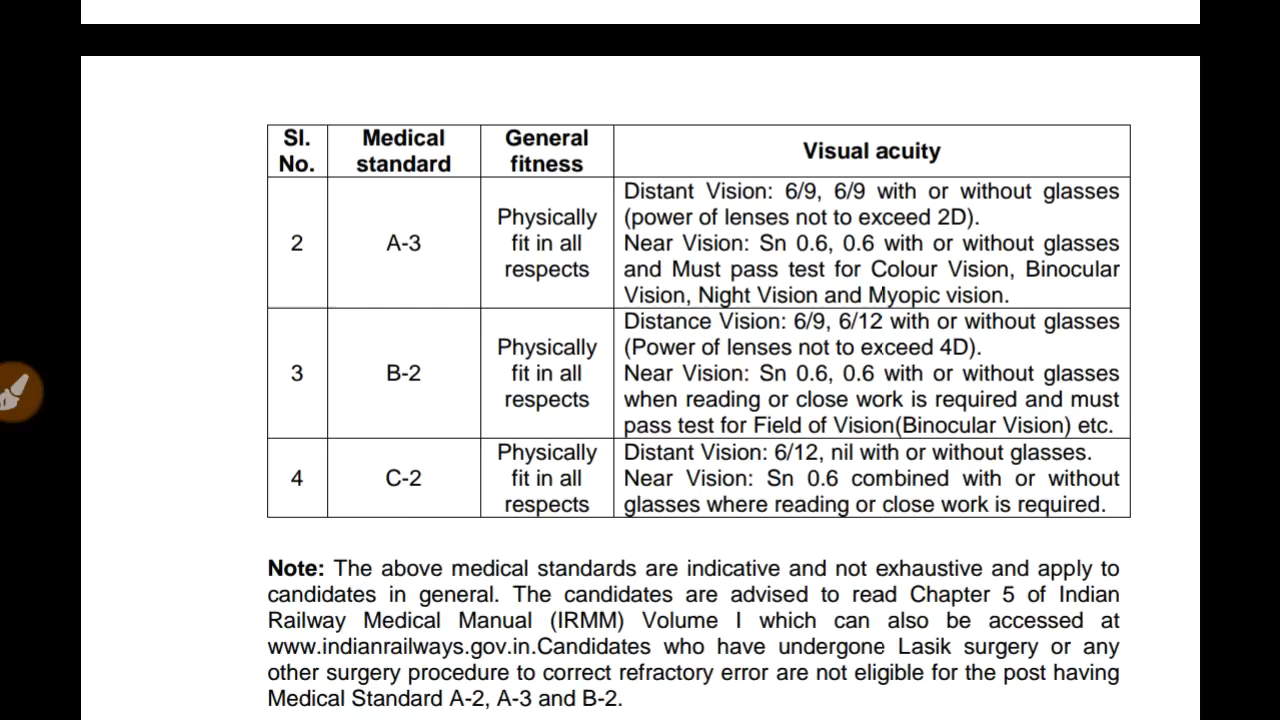 Sl. No. Medical standard General fitness Visual acuity
2 A-3 Physically fit in all respects
Distant Vision: 6/9, 6/9 with or without glasses
(power of lenses not to exceed 2D).
Near Vision: Sn 0.6, 0.6 with or without glasses
and Must pass test for Colour Vision, Binocular
Vision, Night Vision and Myopic vision.
3 B-2 Physically fit in all respects
Distance Vision: 6/9, 6/12 with or without glasses
(Power of lenses not to exceed 4D).
Near Vision: Sn 0.6, 0.6 with or without glasses
when reading or close work is required and must
pass test for Field of Vision(Binocular Vision) etc.
4 C-2 Physically fit in all respects
Distant Vision: 6/12, nil with or without glasses.
Near Vision: Sn 0.6 combined with or without
glasses where reading or close work is required.
Note: The above medical standards are indicative and not exhaustive and apply to
candidates in general. The candidates are advised to read Chapter 5 of Indian
Railway Medical Manual (IRMM) Volume I which can also be accessed at
www.indianrailways.gov.in.Candidates who have undergone Lasik surgery or any
other surgery procedure to correct refractory error are not eligible for the post having
Medical Standard A-2, A-3 and B-2.